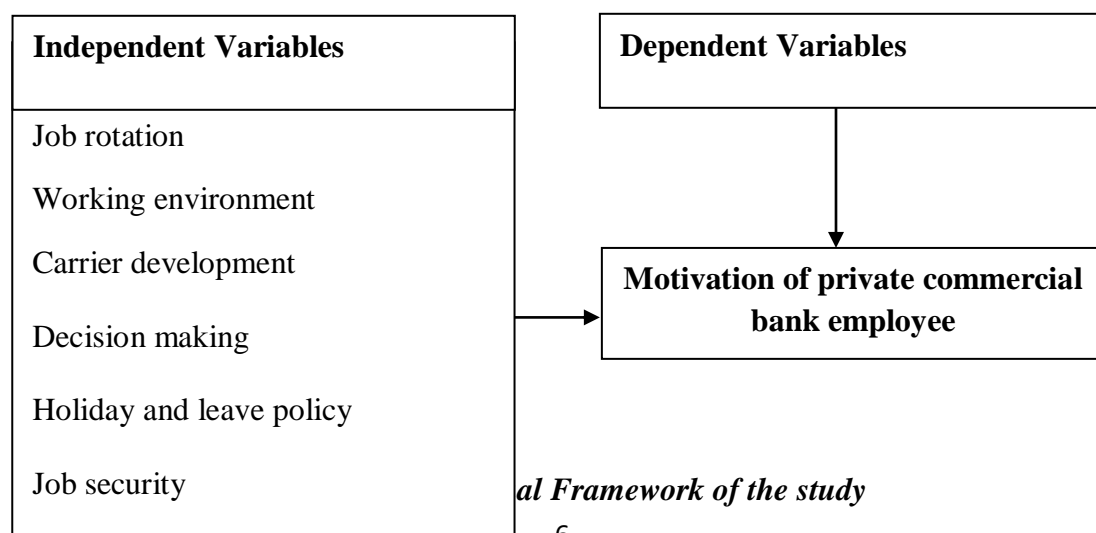 Independent Variables
Job rotation
Working environment
Carrier development
Decision making
Holiday and leave policy
Job security
Dependent Variables
Motivation of private commercial
bank employee
al Framework of the study